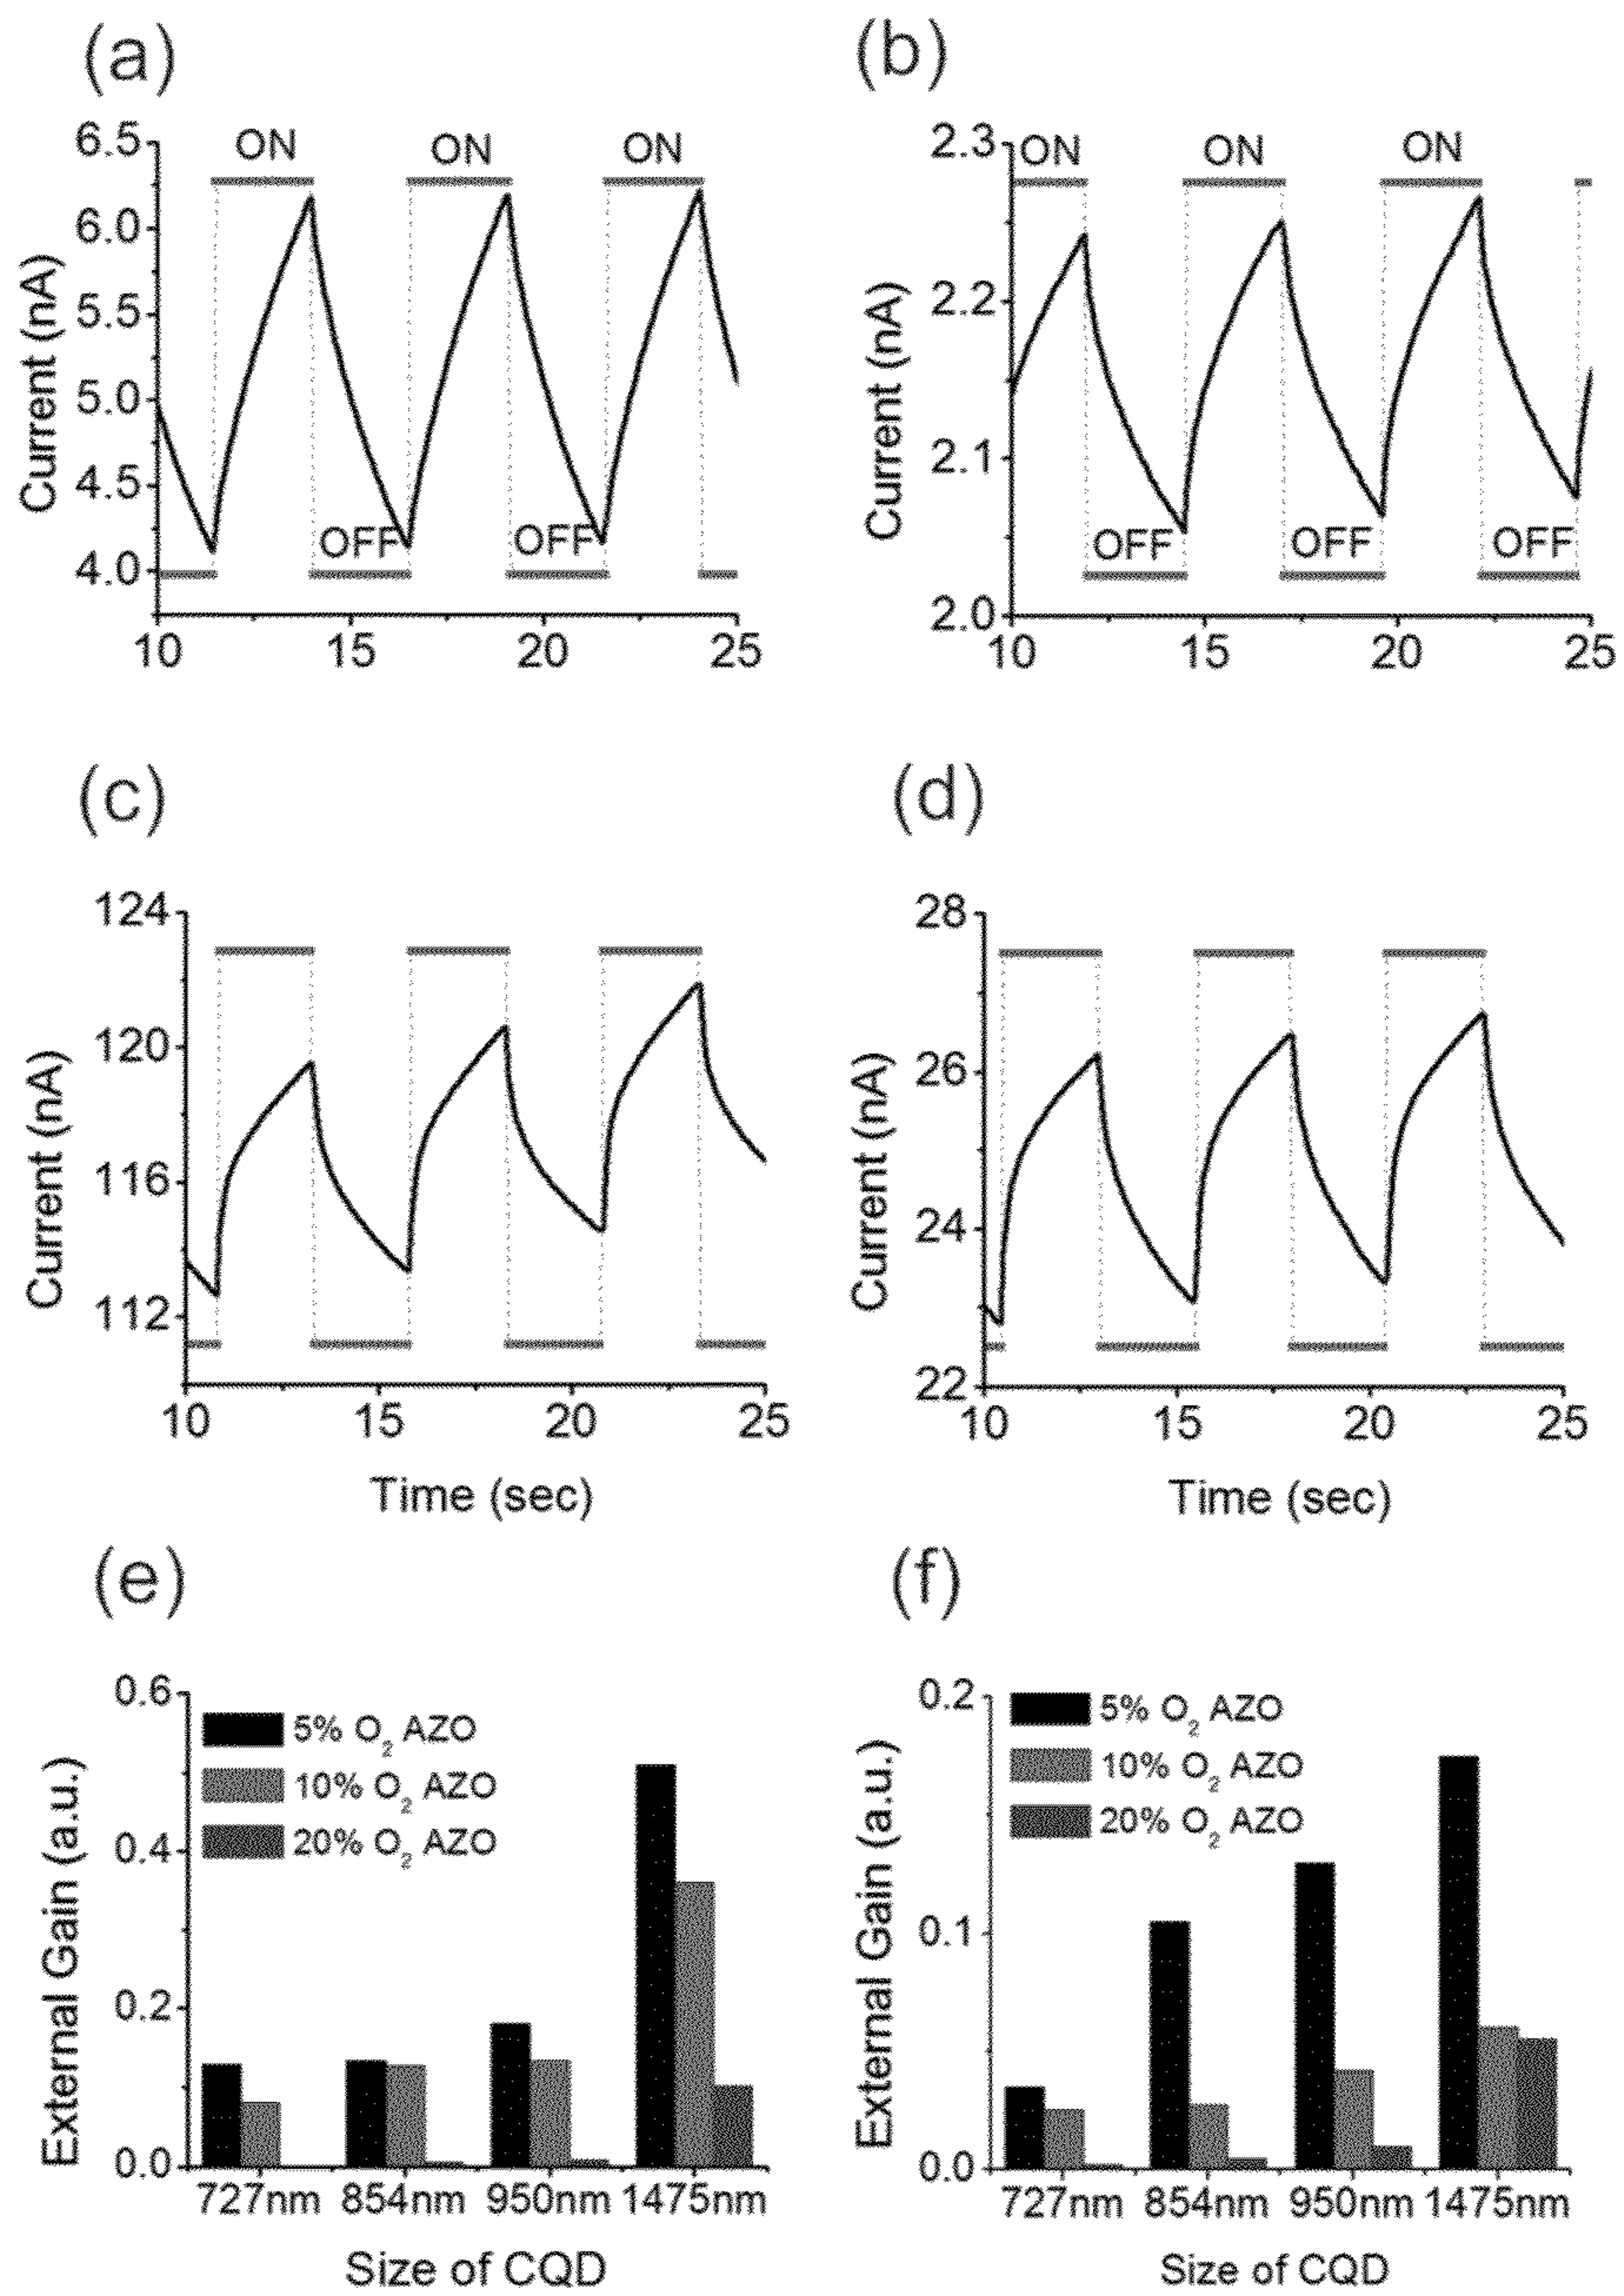 (a)
(b)
6.5
6.0
5.5
5.0
4.5
4.0
Current (nA)
ON
ON
ON
OFF
OFF
10
15
20
25
2.3
2.2
2.1
2.0
Current (nA)
ON
ON
ON
OFF
OFF
OFF
10
15
20
25
(c)
(d)
124
120
116
112
Current (nA)
10
15
20
25
Time (sec)
28
26
24
22
Current (nA)
10
15
20
25
Time (sec)
(e)
(f)
0.6
0.4
0.2
0.0
External Gain (a.u.)
5% O2 AZO
10% O2 AZO
20% O2 AZO
727nm 854nm 950nm 1475nm
Size of CQD
0.2
0.1
0.0
External Gain (a.u.)
5% O2 AZO
10% O2 AZO
20% O2 AZO
727nm 854nm 950nm 1475nm
Size of CQD